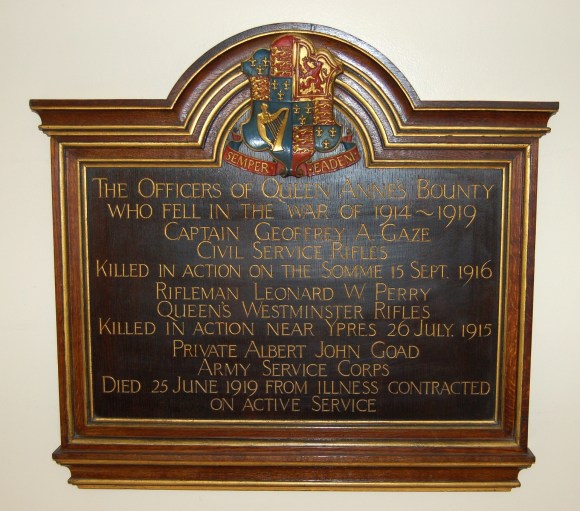 SEMPER EADEM
THE OFFICERS OF QUEEN ANNE'S BOUNTY
WHO FELL IN THE WAR OF 1914~1919
CAPTAIN GEOFFREY A. GAZE
CIVIL SERVICE RIFLES
KILLED IN ACTION ON THE SOMME 15 SEPT. 1916
RIFLEMAN LEONARD W. PERRY
QUEEN'S WESTMINSTER RIFLES
KILLED IN ACTION NEAR YPRES 26 JULY. 1915
PRIVATE ALBERT JOHN GOAD
ARMY SERVICE CORPS
DIED 25 JUNE 1919 FROM ILLNESS CONTRACTED
ON ACTIVE SERVICE